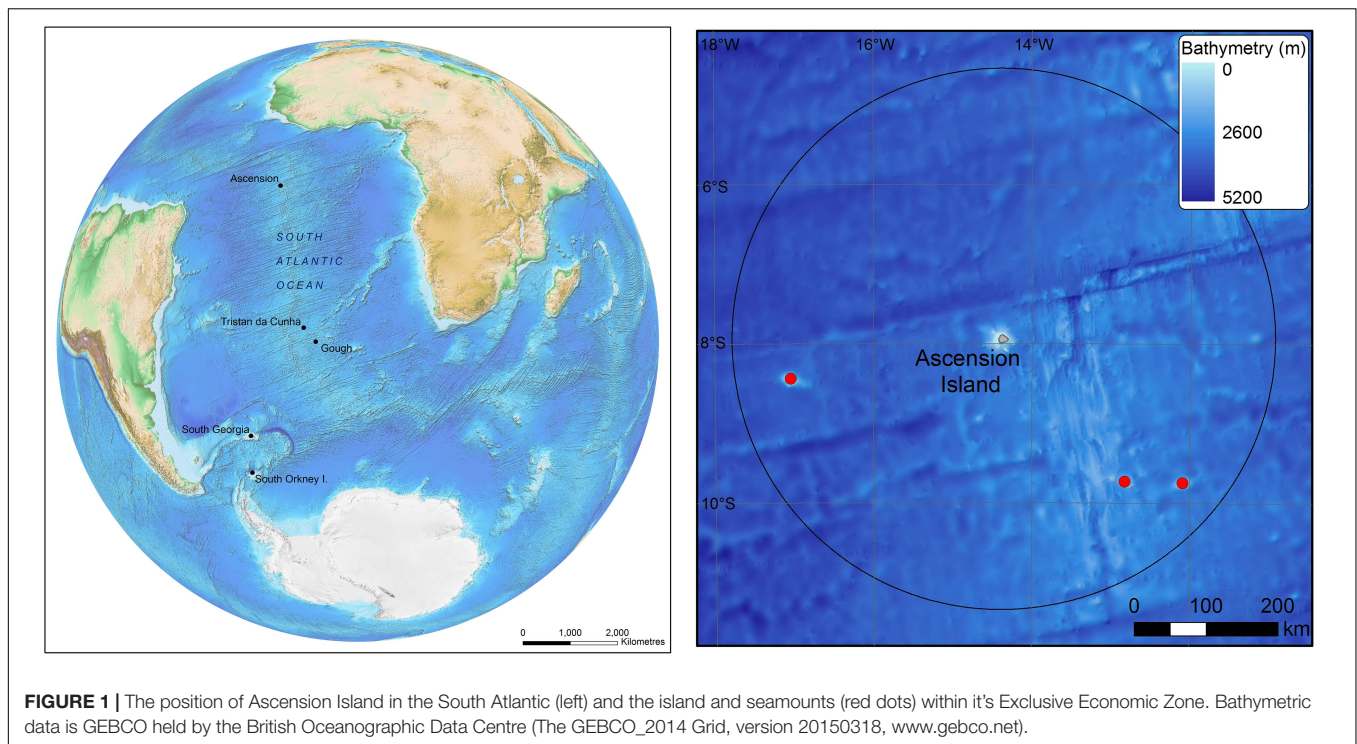 Ascension
SOUTH
ATLANTIC
OCEAN
Tristan da Cunha
Gough
South Georgia
South Orkney I.
0 1,000 2,000
Kilometres
18°W 16°W 14°W
Bathymetry (m)
0
2600
5200
6°S
8°S
Ascension
Island
10°S
0 100 200
km
FIGURE 1 | The position of Ascension Island in the South Atlantic (left) and the island and seamounts (red dots) within it's Exclusive Economic Zone. Bathymetric
data is GEBCO held by the British Oceanographic Data Centre (The GEBCO_2014 Grid, version 20150318, www.gebco.net).